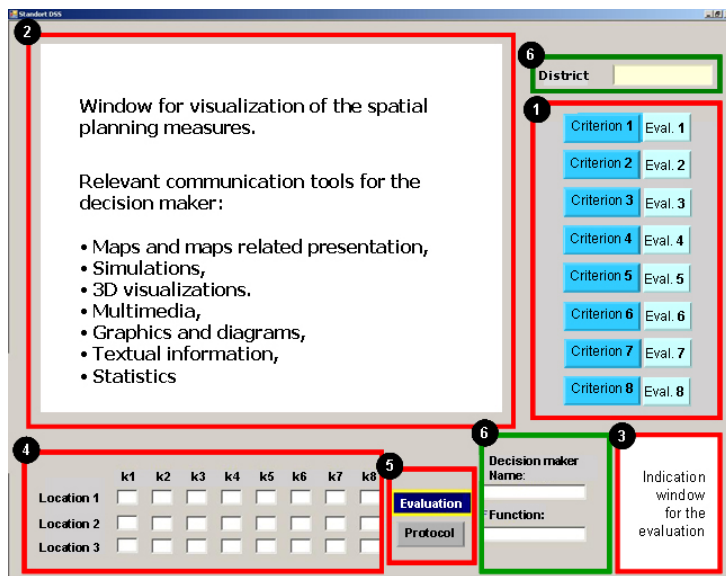 Standort DSS
2
Window for visualization of the spatial
planning measures.
Relevant communication tools for the
decision maker:
• Maps and maps related presentation,
• Simulations,
• 3D visualizations.
• Multimedia,
• Graphics and diagrams,
• Textual information,
• Statistics
6
District
1
Criterion 1 Eval. 1
Criterion 2 Eval. 2
Criterion 3 Eval. 3
Criterion 4 Eval. 4
Criterion 5 Eval. 5
Criterion 6 Eval. 6
Criterion 7 Eval. 7
Criterion 8 Eval. 8
4
k1 k2 k3 k4 k5 k6 k7 k8
Location 1
Location 2
Location 3
5
Evaluation
Protocol
6
Decision maker
Name:
Function:
3
Indication
window
for the
evaluation